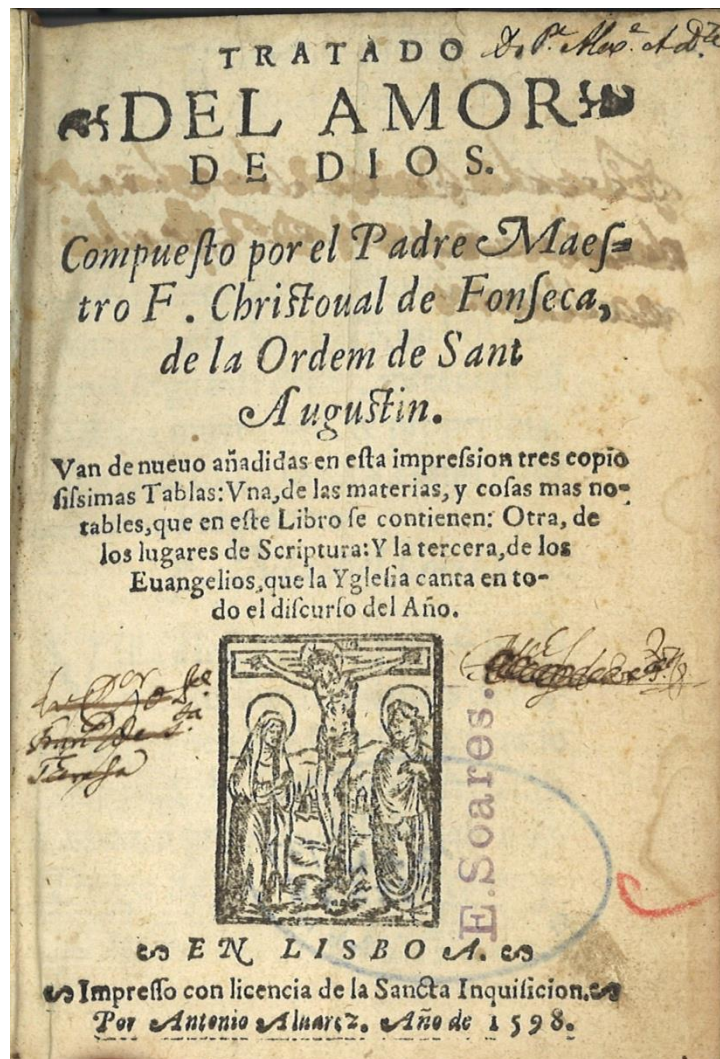 TRATADO
DEL AMOR
DE DIOS.
Compueſto por el Padre Maeſ=
tro F. Chriſtoual de Fonſeca,
de la Ordem de Sant
Auguſtin.
Van de nueuo añadidas en eſta impreſsion tres copio
ſiſsimas Tablas: Vna, de las materias, y coſas mas no-
tables, que en eſte Libro ſe contienen: Otra, de
los lugares de Scriptura: Y la tercera, de los
Euangelios, que la Ygleſia canta en to-
do el diſcurſo del Año.
E. Soares.
EN LISBOA.
Impreſſo con licencia de la Sancta Inquiſicion.
Por Antonio Aluarez. Año de 1598.